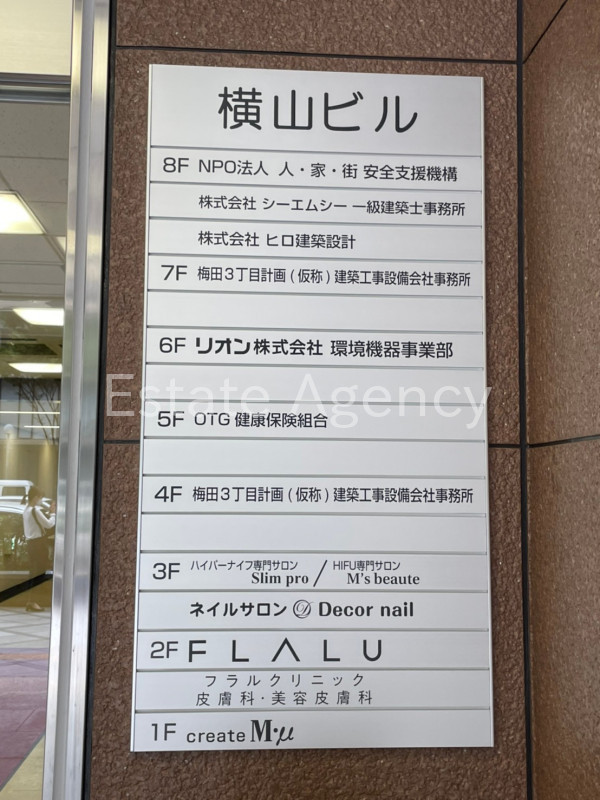 横山ビル
8F NPO法人 人・家・街 安全支援機構
株式会社 シーエムシー 一級建築士事務所
株式会社 ヒロ建築設計
7F 梅田3丁目計画(仮称)建築工事設備会社事務所
6F リオン株式会社 環境機器事業部
Estate Agency
5F OTG 健康保険組合
4F 梅田3丁目計画(仮称)建築工事設備会社事務所
3F ハイパーナイフ専門サロン Slim pro / HIFU専門サロン M's beaute
ネイルサロン D Decor nail
2F FLALU
フラルクリニック
皮膚科・美容皮膚科
1F create M・μ